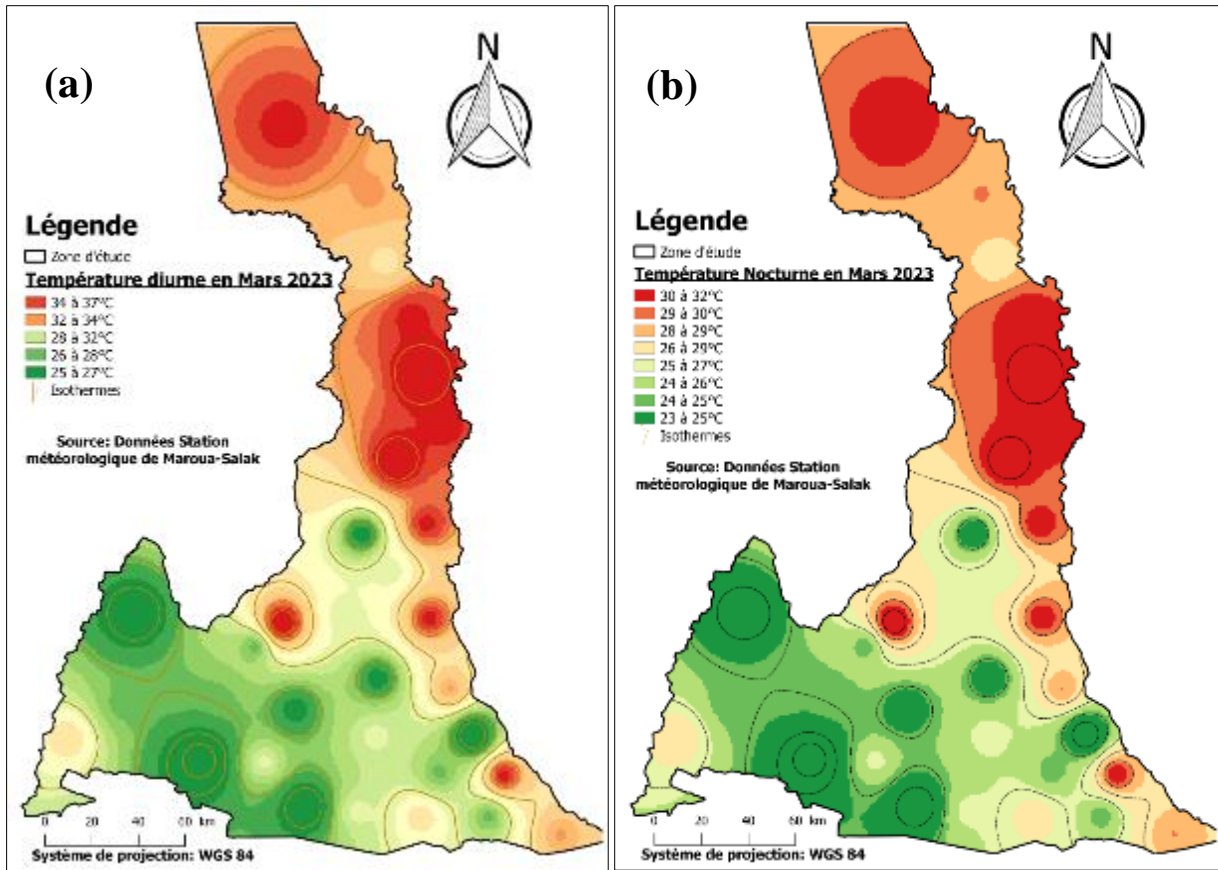 (a)
N
Légende
Zone d'étude
Température diurne en Mars 2023
34 à 37°C
32 à 34°C
28 à 32°C
26 à 28°C
25 à 27°C
Isothermes
Source: Données Station
météorologique de Maroua-Salak
0 20 40 60 km
Système de projection: WGS 84
(b)
N
Légende
Zone d'étude
Température Nocturne en Mars 2023
30 à 32°C
29 à 30°C
28 à 29°C
26 à 29°C
25 à 27°C
24 à 26°C
24 à 25°C
23 à 25°C
Isothermes
Source: Données Station
météorologique de Maroua-Salak
0 20 40 60 km
Système de projection: WGS 84